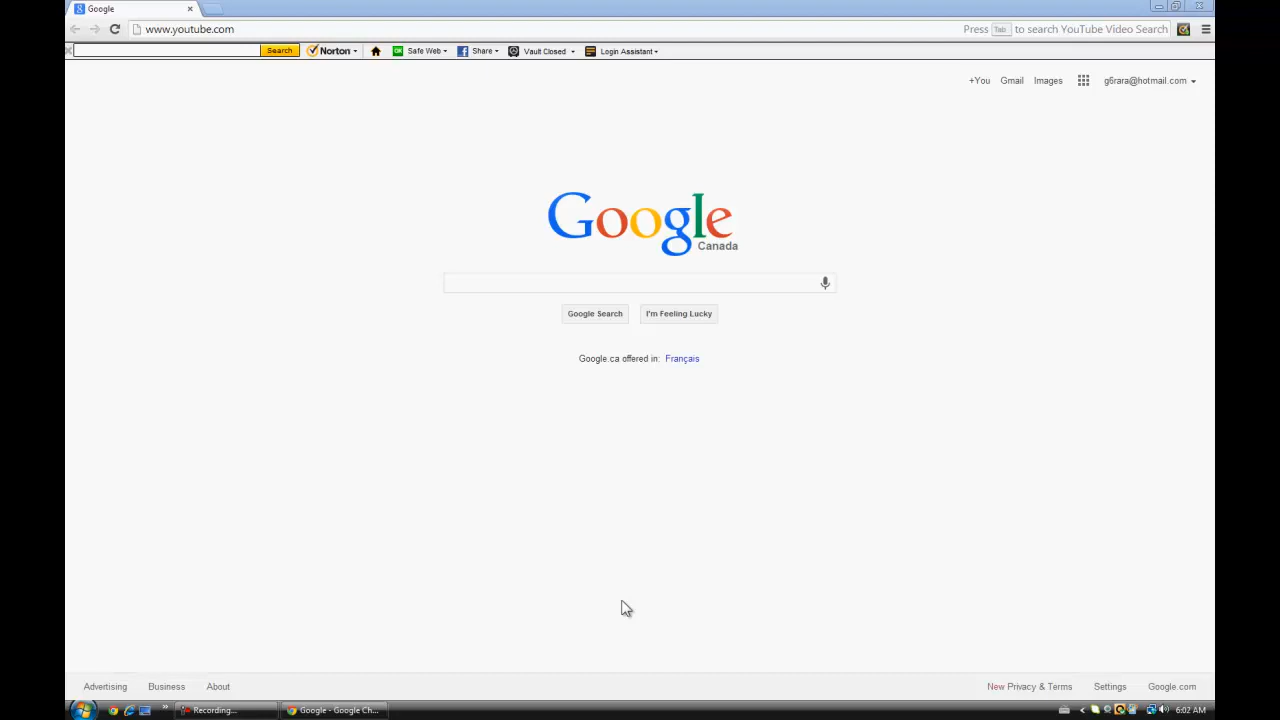 Google
www.youtube.com
Press Tab to search YouTube Video Search
Search
Norton
Safe Web
Share
Vault Closed
Login Assistant
+You
Gmail
Images
g6rara@hotmail.com
Google
Canada
Google Search
I'm Feeling Lucky
Google.ca offered in: Français
Advertising
Business
About
New Privacy & Terms
Settings
Google.com
Recording...
Google - Google Ch...
6:02 AM